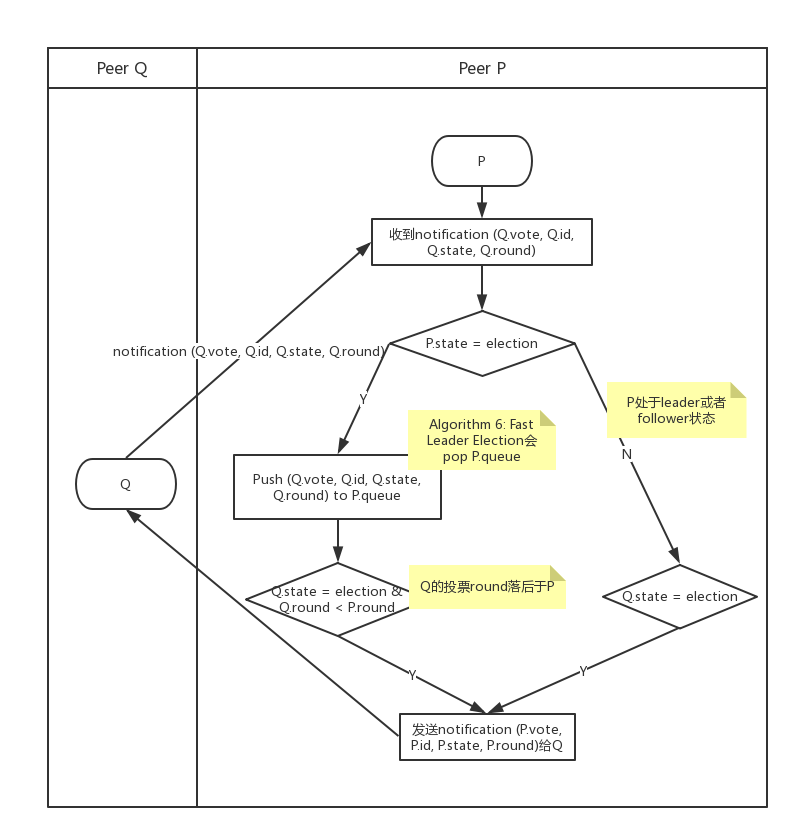 Peer Q
Peer P
P
收到notification (Q.vote, Q.id,
Q.state, Q.round)
P.state = election
notification (Q.vote, Q.id, Q.state, Q.round)
Y
P处于leader或者
follower状态
N
Algorithm 6: Fast
Leader Election会
pop P.queue
Push (Q.vote, Q.id, Q.state,
Q.round) to P.queue
Q
Q.state = election &
Q.round < P.round
Q的投票round落后于P
Q.state = election
Y
Y
发送notification (P.vote,
P.id, P.state, P.round)给Q